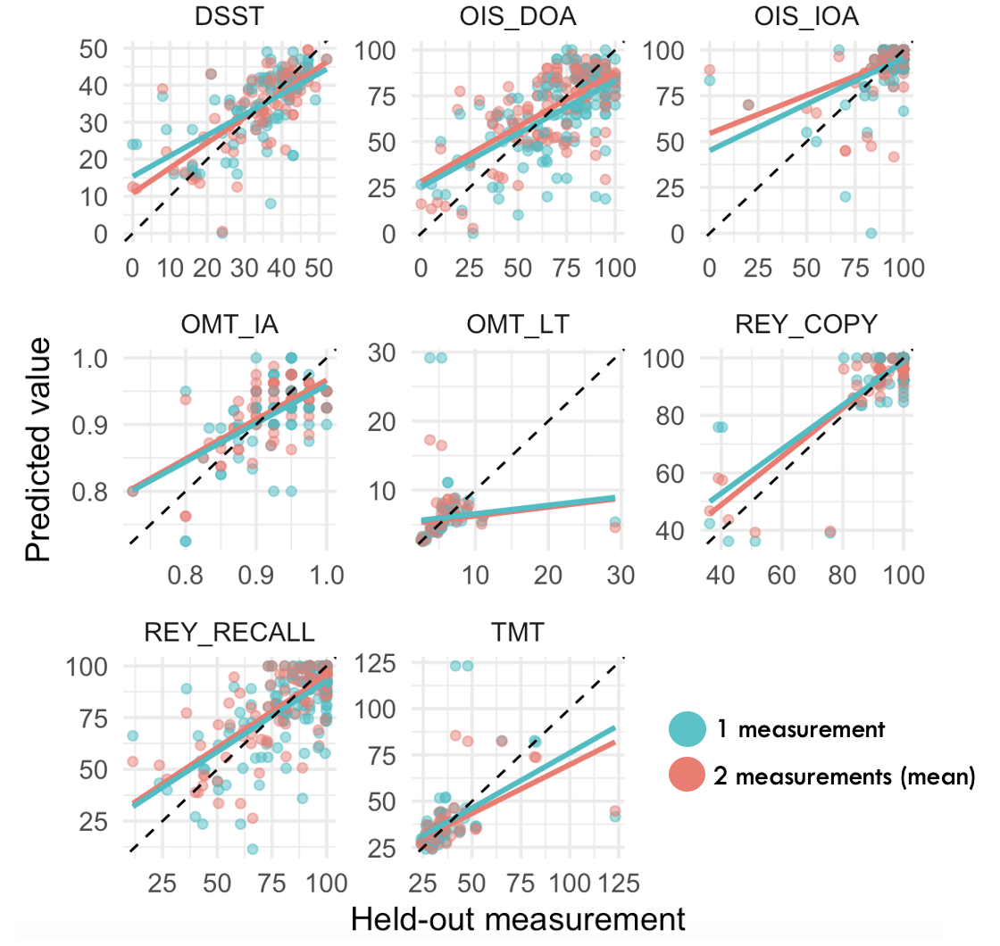 DSST
OIS_DOA
OIS_IOA
50
40
30
20
10
0
100
75
50
25
0
100
75
50
25
0
0 10 20 30 40 50
0 25 50 75 100
0 25 50 75 100
OMT_IA
OMT_LT
REY_COPY
1.0
0.9
0.8
30
20
10
100
80
60
40
0.8 0.9 1.0
10 20 30
40 60 80 100
Predicted value
REY_RECALL
TMT
100
75
50
25
125
100
75
50
25
25 50 75 100
25 50 75 100 125
1 measurement
2 measurements (mean)
Held-out measurement